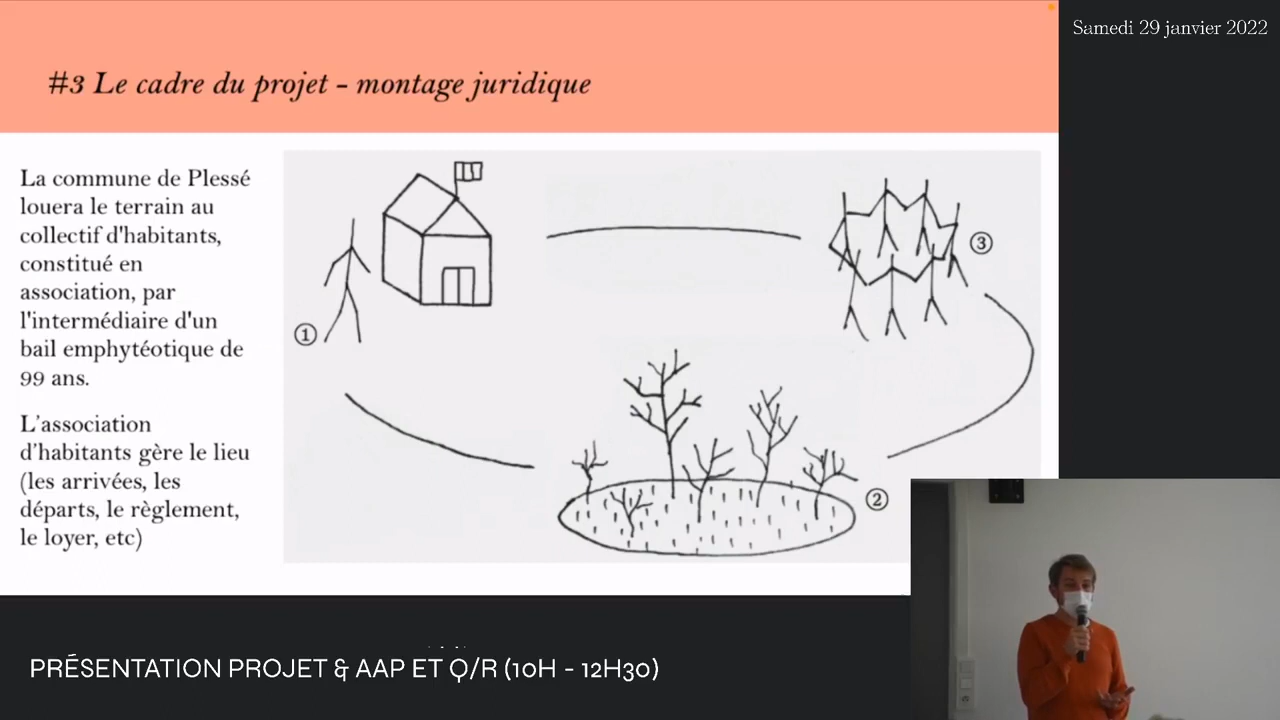 #3 Le cadre du projet - montage juridique
Samedi 29 janvier 2022
La commune de Plessé
louera le terrain au
collectif d'habitants,
constitué en
association, par
l'intermédiaire d'un
bail emphytéotique de
99 ans.
L'association
d'habitants gère le lieu
(les arrivées, les
départs, le règlement,
le loyer, etc)
①
③
②
PRÉSENTATION PROJET & AAP ET Q/R (10H - 12H30)